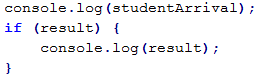 console.log(studentArrival);
if (result) {
    console.log(result);
}